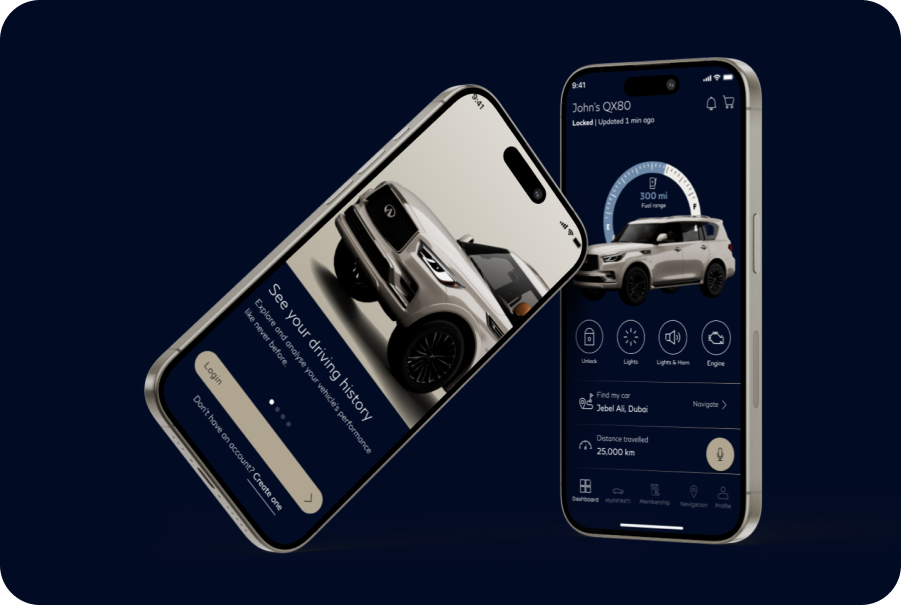 9:41
See your driving history
Explore and analyse your vehicle's performance
like never before.
Login
Don't have an account? Create one
9:41
John's QX80
Locked | Updated 1 min ago
300 mi
Fuel range
E
F
Unlock
Lights
Lights & Horn
Engine
Find my car
Jebel Ali, Dubai
Navigate
Distance travelled
25,000 km
Dashboard
MyINFINITI
Membership
Navigation
Profile